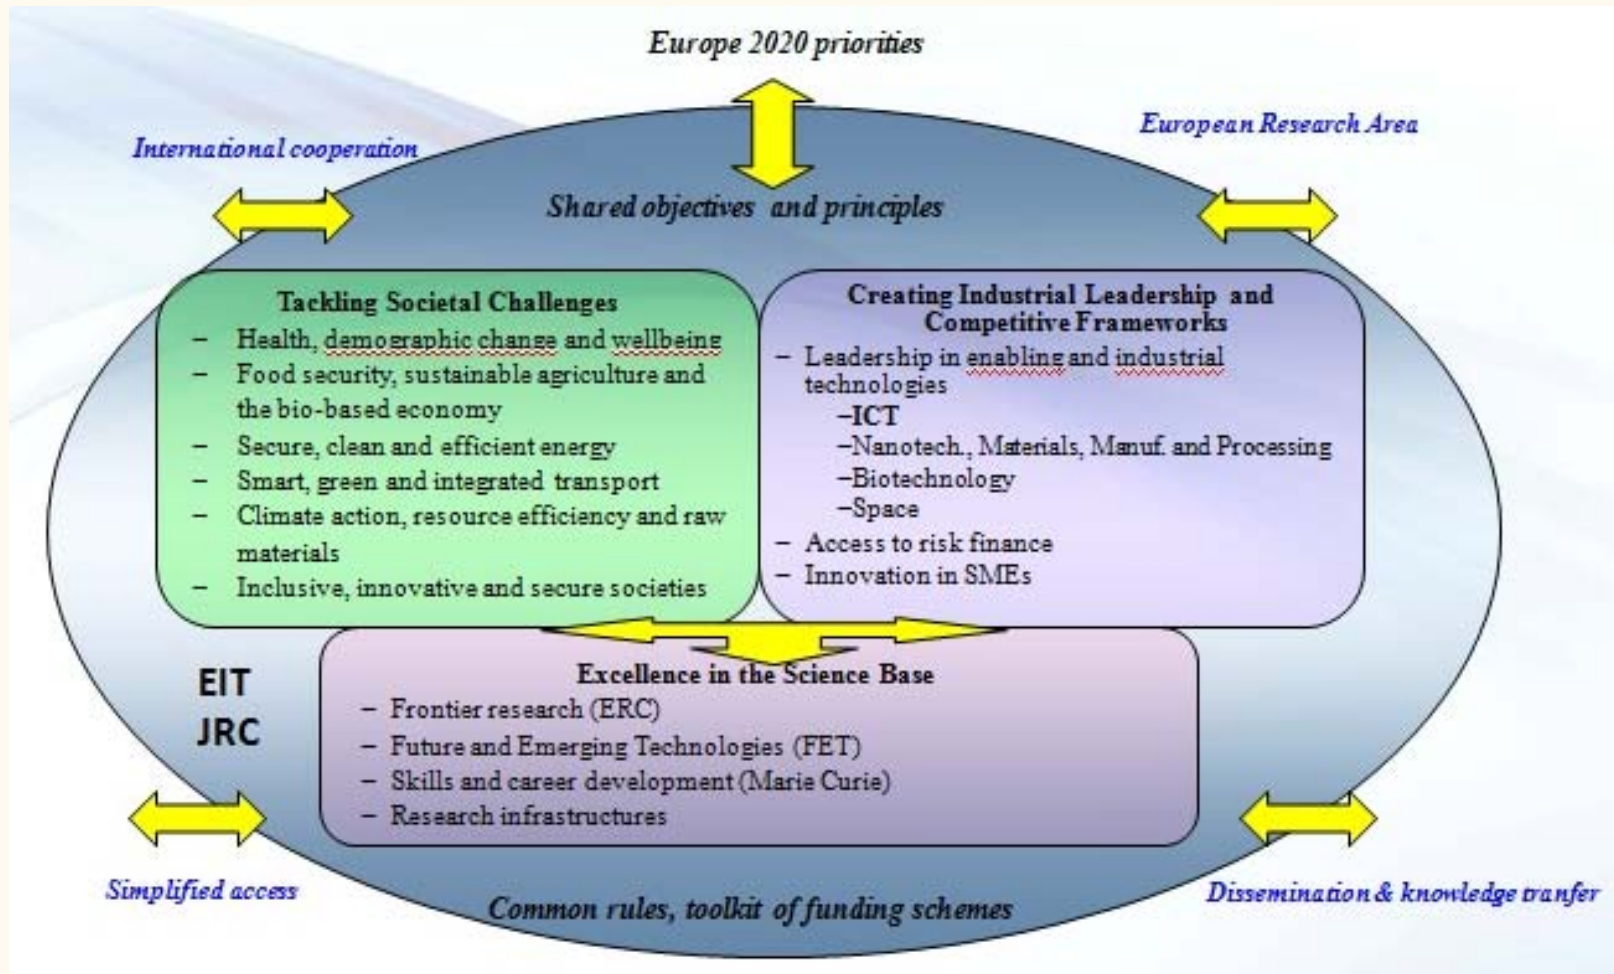 Europe 2020 priorities
International cooperation
European Research Area
Shared objectives and principles
Tackling Societal Challenges
– Health, demographic change and wellbeing
– Food security, sustainable agriculture and
the bio-based economy
– Secure, clean and efficient energy
– Smart, green and integrated transport
– Climate action, resource efficiency and raw
materials
– Inclusive, innovative and secure societies
Creating Industrial Leadership and
Competitive Frameworks
– Leadership in enabling and industrial
technologies
–ICT
–Nanotech., Materials, Manuf. and Processing
–Biotechnology
–Space
– Access to risk finance
– Innovation in SMEs
Excellence in the Science Base
– Frontier research (ERC)
– Future and Emerging Technologies (FET)
– Skills and career development (Marie Curie)
– Research infrastructures
EIT
JRC
Simplified access
Common rules, toolkit of funding schemes
Dissemination & knowledge tranfer